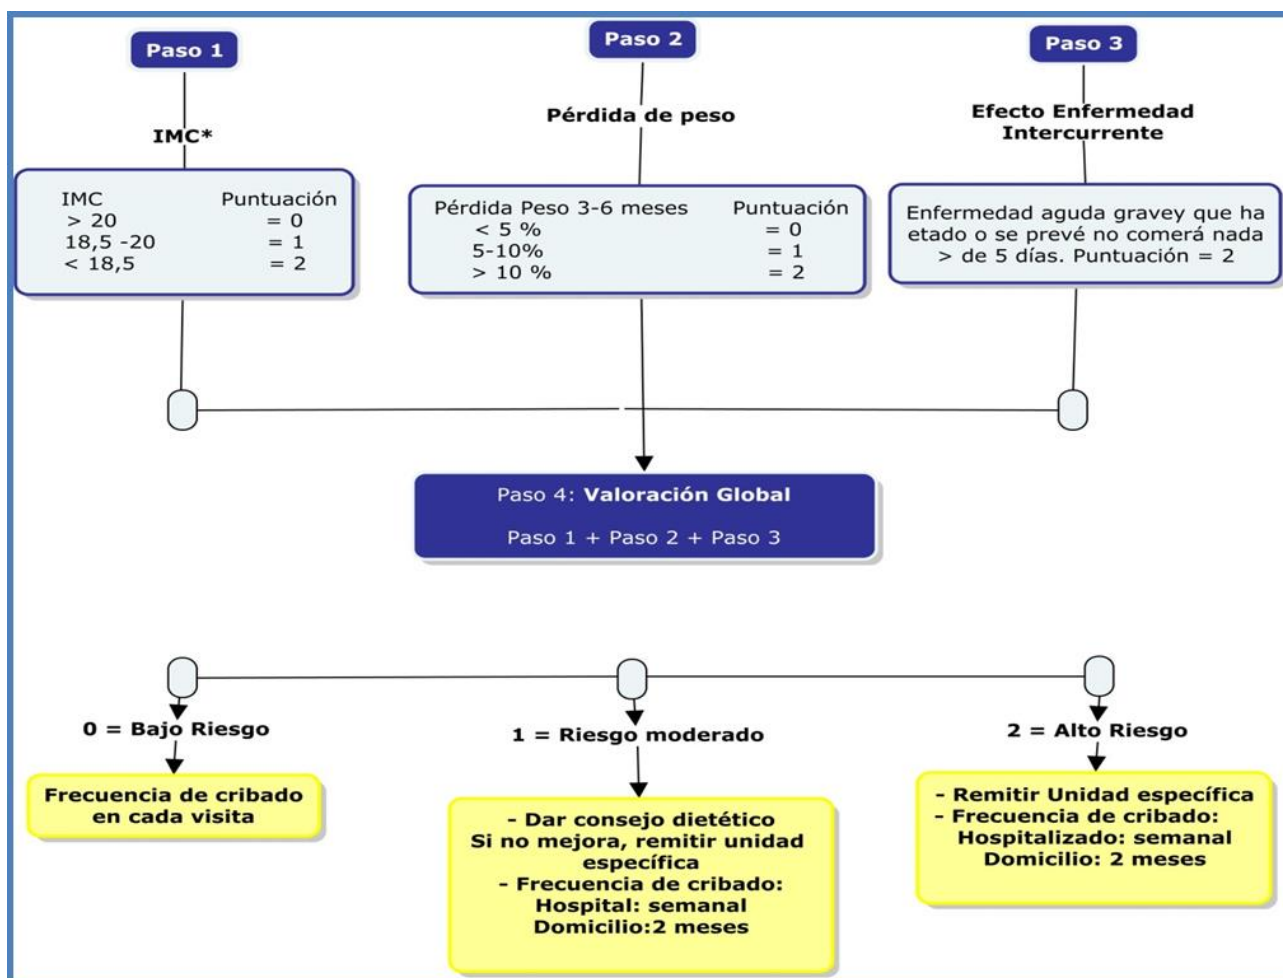 Paso 1
IMC*
IMC Puntuación
> 20 = 0
18,5 -20 = 1
< 18,5 = 2
Paso 2
Pérdida de peso
Pérdida Peso 3-6 meses Puntuación
< 5 % = 0
5-10% = 1
> 10 % = 2
Paso 3
Efecto Enfermedad
Intercurrente
Enfermedad aguda gravey que ha
etado o se prevé no comerá nada
> de 5 días. Puntuación = 2
Paso 4: Valoración Global
Paso 1 + Paso 2 + Paso 3
0 = Bajo Riesgo
Frecuencia de cribado
en cada visita
1 = Riesgo moderado
- Dar consejo dietético
Si no mejora, remitir unidad
específica
- Frecuencia de cribado:
Hospital: semanal
Domicilio:2 meses
2 = Alto Riesgo
- Remitir Unidad específica
- Frecuencia de cribado:
Hospitalizado: semanal
Domicilio: 2 meses